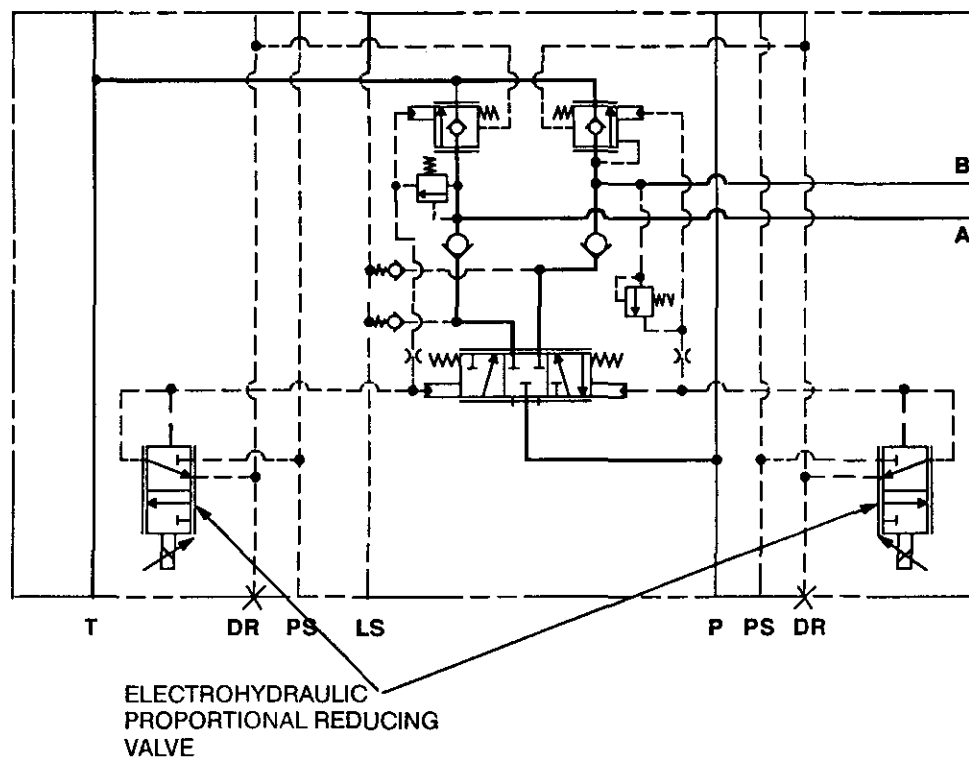 B
A
T DR PS LS P PS DR
ELECTROHYDRAULIC
PROPORTIONAL REDUCING
VALVE